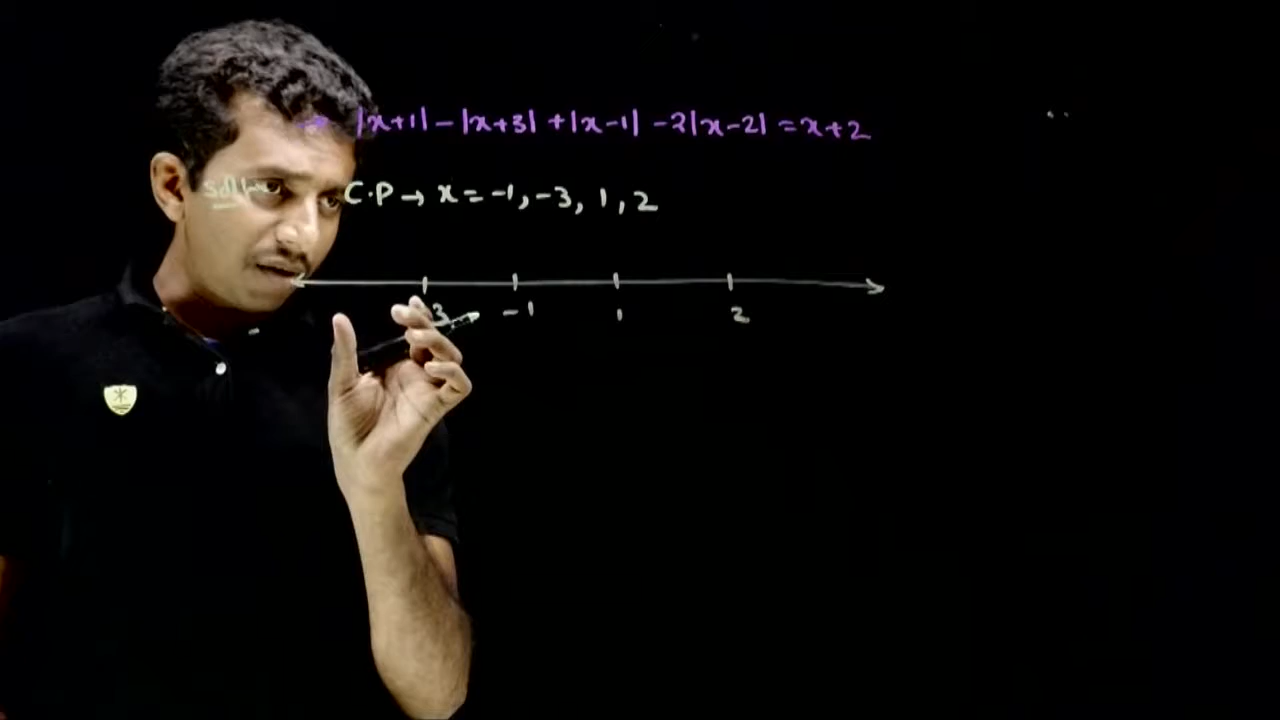 → |x+1| - |x+3| + |x-1| - 2|x-2| = x+2
C.P → x = -1, -3, 1, 2
3 -1 1 2